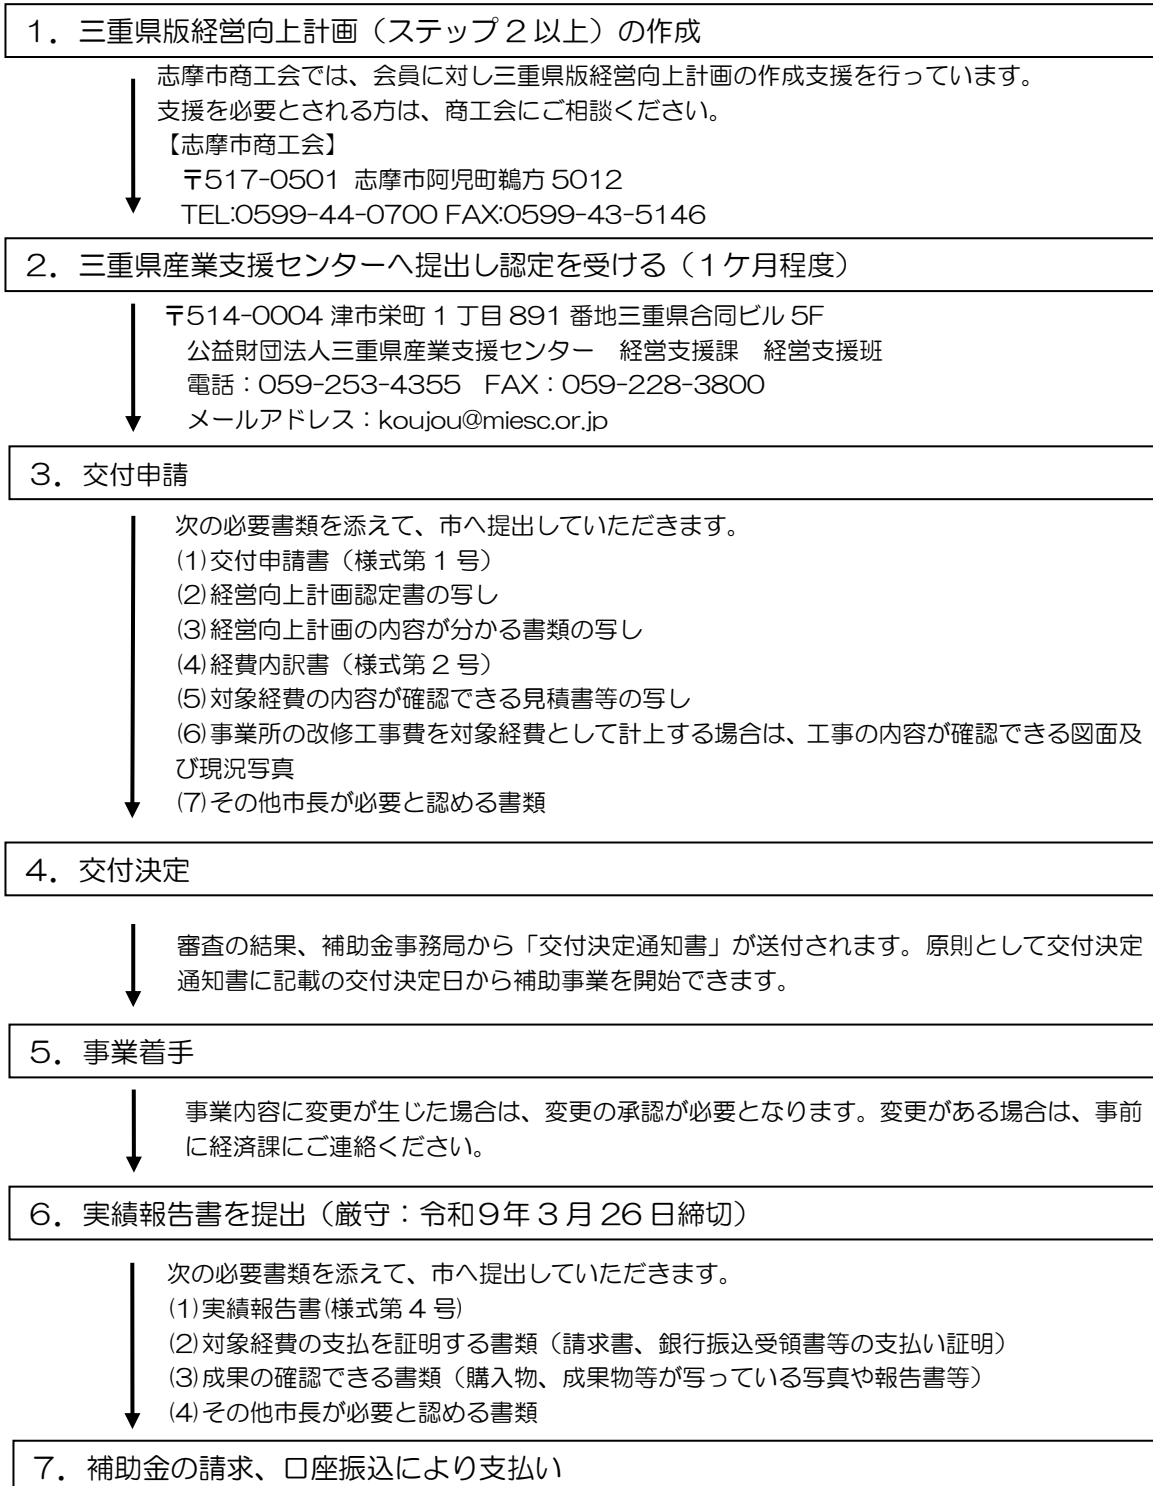 １．三重県版経営向上計画（ステップ２以上）の作成
志摩市商工会では、会員に対し三重県版経営向上計画の作成支援を行っています。
支援を必要とされる方は、商工会にご相談ください。
【志摩市商工会】
〒517-0501 志摩市阿児町鵜方 5012
TEL:0599-44-0700 FAX:0599-43-5146
２．三重県産業支援センターへ提出し認定を受ける（１ケ月程度）
〒514-0004 津市栄町 1 丁目 891 番地三重県合同ビル 5F
公益財団法人三重県産業支援センター　経営支援課　経営支援班
電話：059-253-4355　FAX：059-228-3800
メールアドレス：koujou@miesc.or.jp
３．交付申請
次の必要書類を添えて、市へ提出していただきます。
(1)交付申請書（様式第 1 号）
(2)経営向上計画認定書の写し
(3)経営向上計画の内容が分かる書類の写し
(4)経費内訳書（様式第 2 号）
(5)対象経費の内容が確認できる見積書等の写し
(6)事業所の改修工事費を対象経費として計上する場合は、工事の内容が確認できる図面及
び現況写真
(7)その他市長が必要と認める書類
４．交付決定
審査の結果、補助金事務局から「交付決定通知書」が送付されます。原則として交付決定
通知書に記載の交付決定日から補助事業を開始できます。
５．事業着手
事業内容に変更が生じた場合は、変更の承認が必要となります。変更がある場合は、事前
に経済課にご連絡ください。
６．実績報告書を提出（厳守：令和９年 3 月 26 日締切）
次の必要書類を添えて、市へ提出していただきます。
(1)実績報告書(様式第 4 号)
(2)対象経費の支払を証明する書類（請求書、銀行振込受領書等の支払い証明）
(3)成果の確認できる書類（購入物、成果物等が写っている写真や報告書等）
(4)その他市長が必要と認める書類
７．補助金の請求、口座振込により支払い